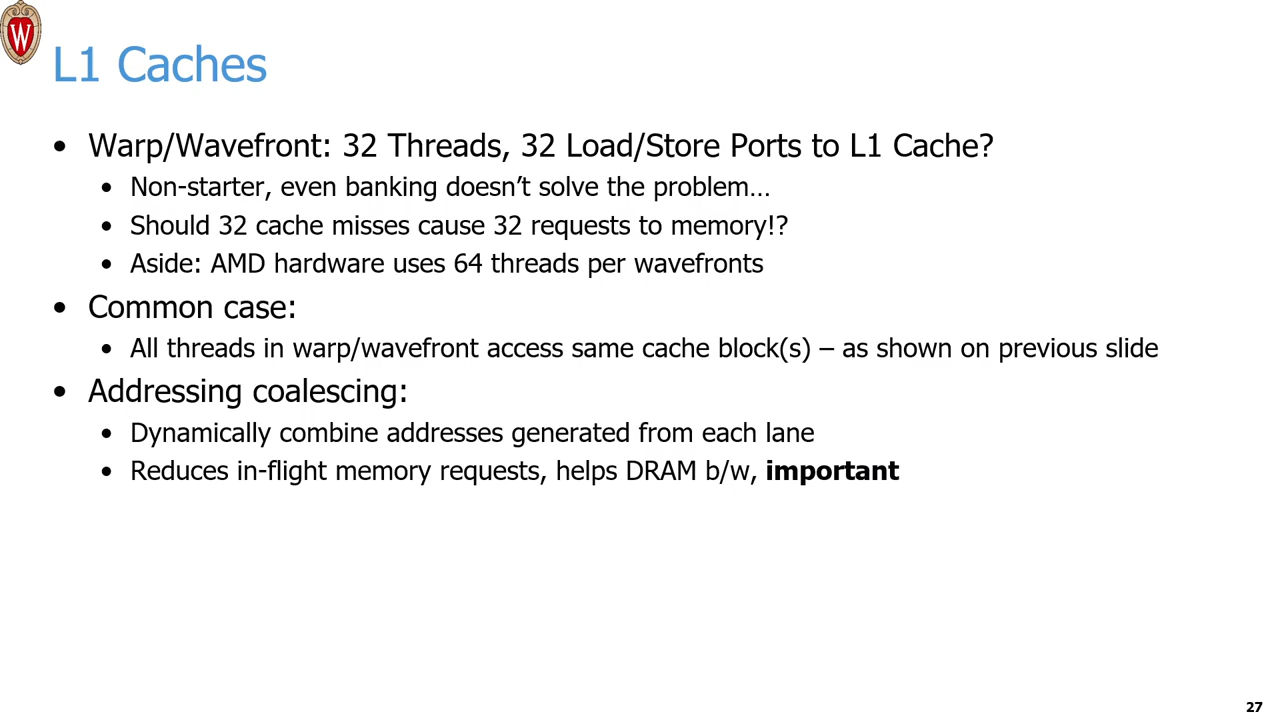 W
L1 Caches
• Warp/Wavefront: 32 Threads, 32 Load/Store Ports to L1 Cache?
• Non-starter, even banking doesn’t solve the problem…
• Should 32 cache misses cause 32 requests to memory!?
• Aside: AMD hardware uses 64 threads per wavefronts
• Common case:
• All threads in warp/wavefront access same cache block(s) – as shown on previous slide
• Addressing coalescing:
• Dynamically combine addresses generated from each lane
• Reduces in-flight memory requests, helps DRAM b/w, important
27